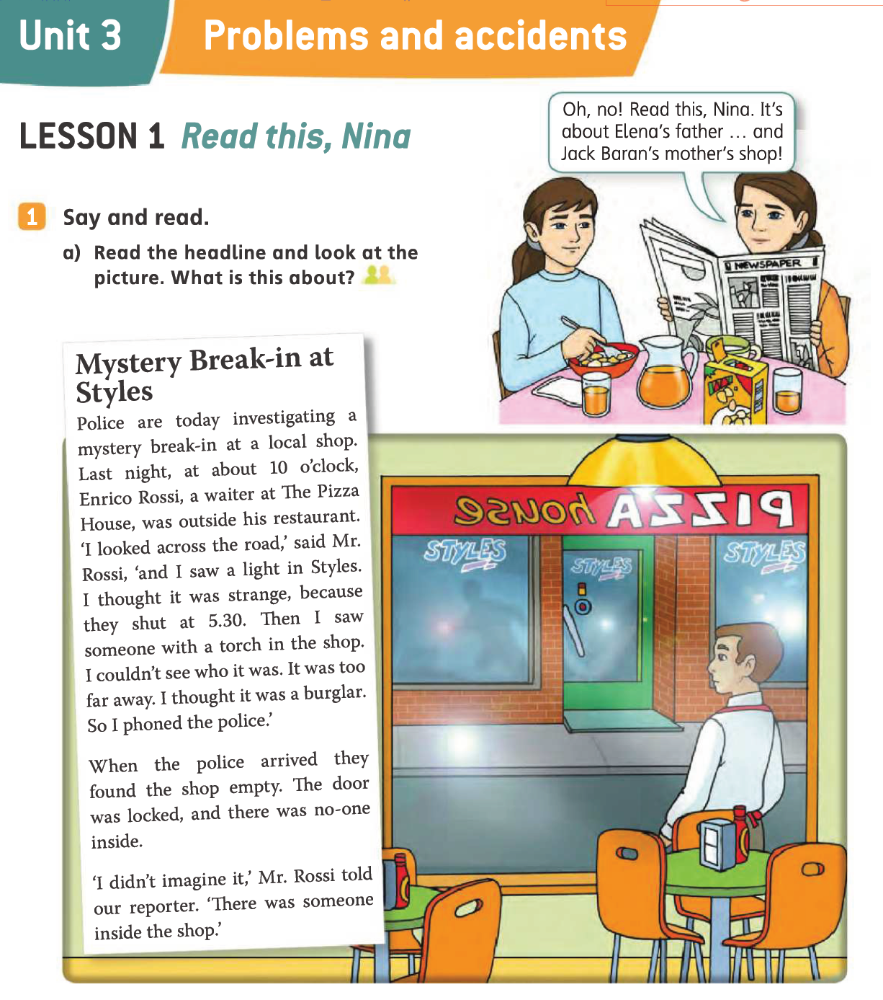 Unit 3
Problems and accidents
LESSON 1 Read this, Nina
Oh, no! Read this, Nina. It's
about Elena's father ... and
Jack Baran's mother's shop!
1 Say and read.
a) Read the headline and look at the
picture. What is this about?
NEWSPAPER
Mystery Break-in at
Styles
Police are today investigating a
mystery break-in at a local shop.
Last night, at about 10 o'clock,
Enrico Rossi, a waiter at The Pizza
House, was outside his restaurant.
'I looked across the road,' said Mr.
Rossi, 'and I saw a light in Styles.
I thought it was strange, because
they shut at 5.30. Then I saw
someone with a torch in the shop.
I couldn't see who it was. It was too
far away. I thought it was a burglar.
So I phoned the police.'
When the police arrived they
found the shop empty. The door
was locked, and there was no-one
inside.
'I didn't imagine it,' Mr. Rossi told
our reporter. 'There was someone
inside the shop.'
PIZZA house
STYLES
STYLES
STYLES